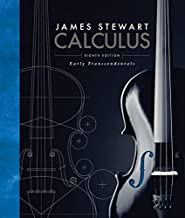 JAMES STEWART
CALCULUS
EIGHTH EDITION
Early Transcendentals